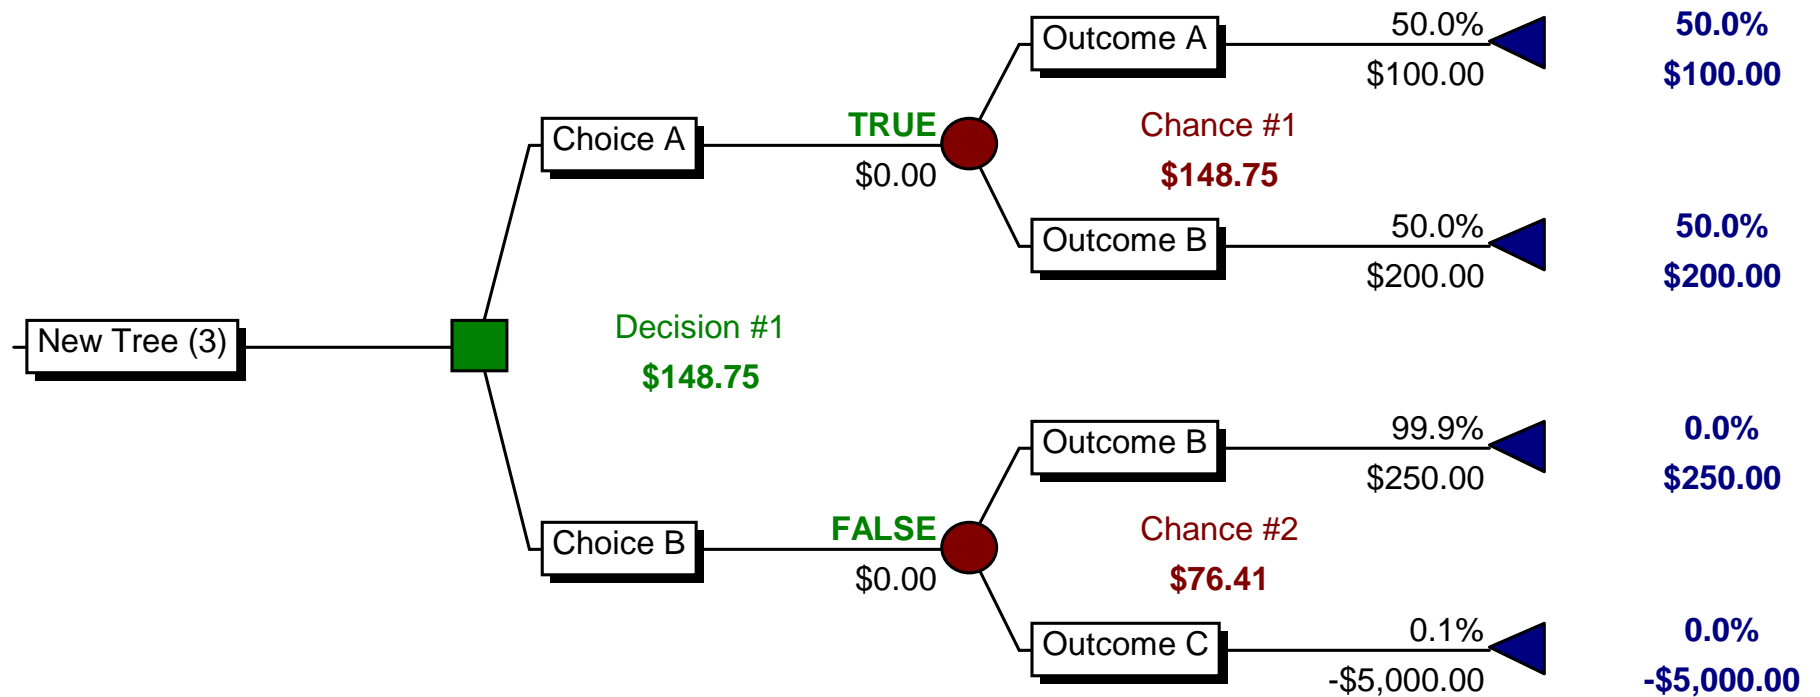 Outcome A
50.0%
50.0%
$100.00
$100.00
Choice A
TRUE
Chance #1
$0.00
$148.75
Outcome B
50.0%
50.0%
$200.00
$200.00
New Tree (3)
Decision #1
$148.75
Outcome B
99.9%
0.0%
$250.00
$250.00
Choice B
FALSE
Chance #2
$0.00
$76.41
Outcome C
0.1%
0.0%
-$5,000.00
-$5,000.00